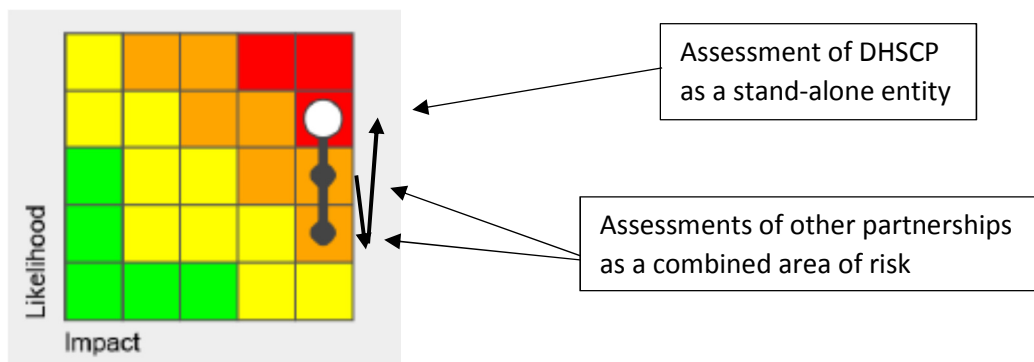 Assessment of DHSCP
as a stand-alone entity
Assessments of other partnerships
as a combined area of risk
Likelihood
Impact